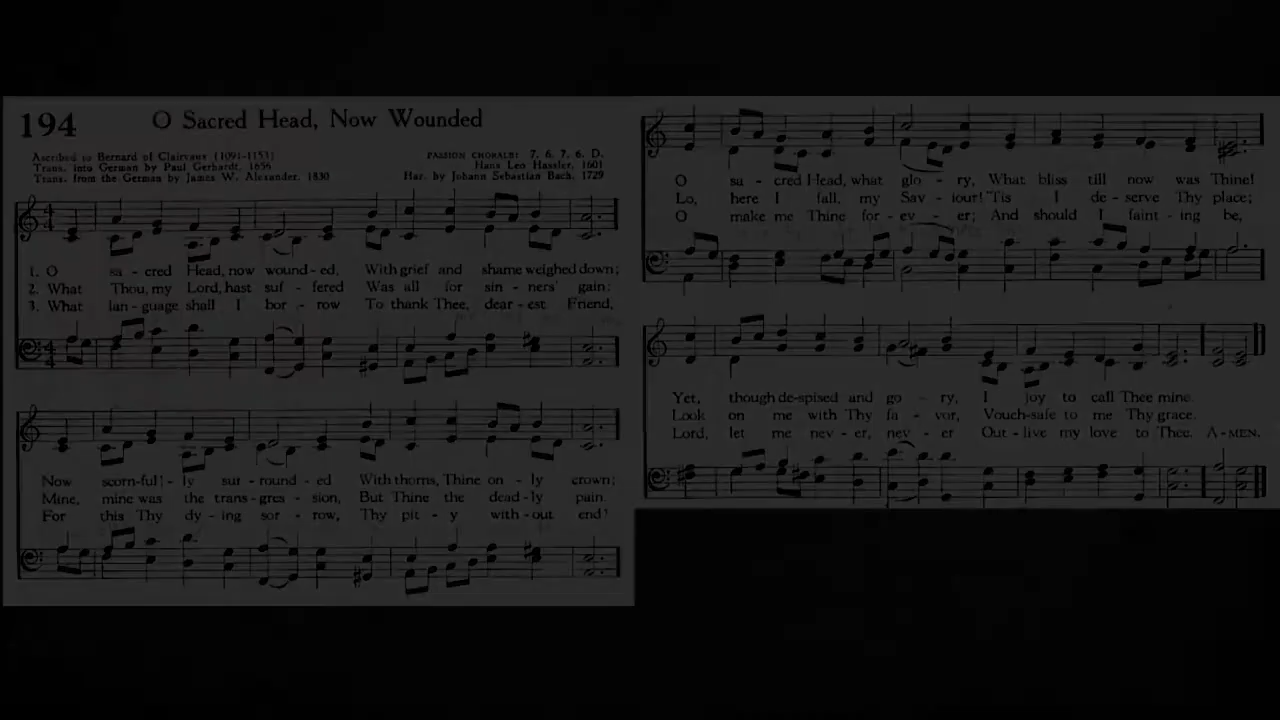 194
O Sacred Head, Now Wounded
Ascribed to Bernard of Clairvaux (1091-1153)
Trans. into German by Paul Gerhardt, 1656
Trans. from the German by James W. Alexander, 1830
PASSION CHORALE: 7. 6. 7. 6. D.
Hans Leo Hassler, 1601
Har. by Johann Sebastian Bach, 1729
1. O sa - cred Head, now wound - ed, With grief and shame weighed down;
2. What Thou, my Lord, hast suf - fered Was all for sin - ners' gain:
3. What lan - guage shall I bor - row To thank Thee, dear - est Friend,
Now scorn-ful - ly sur - round - ed With thorns, Thine on - ly crown;
Mine, mine was the trans - gres - sion, But Thine the dead - ly pain.
For this Thy dy - ing sor - row, Thy pit - y with - out end?
O sa - cred Head, what glo - ry, What bliss till now was Thine!
Lo, here I fall, my Sav - iour! 'Tis I de - serve Thy place;
O make me Thine for - ev - er; And should I faint - ing be,
Yet, though de-spised and go - ry, I joy to call Thee mine.
Look on me with Thy fa - vor, Vouch-safe to me Thy grace.
Lord, let me nev - er, nev - er Out - live my love to Thee. A-MEN.